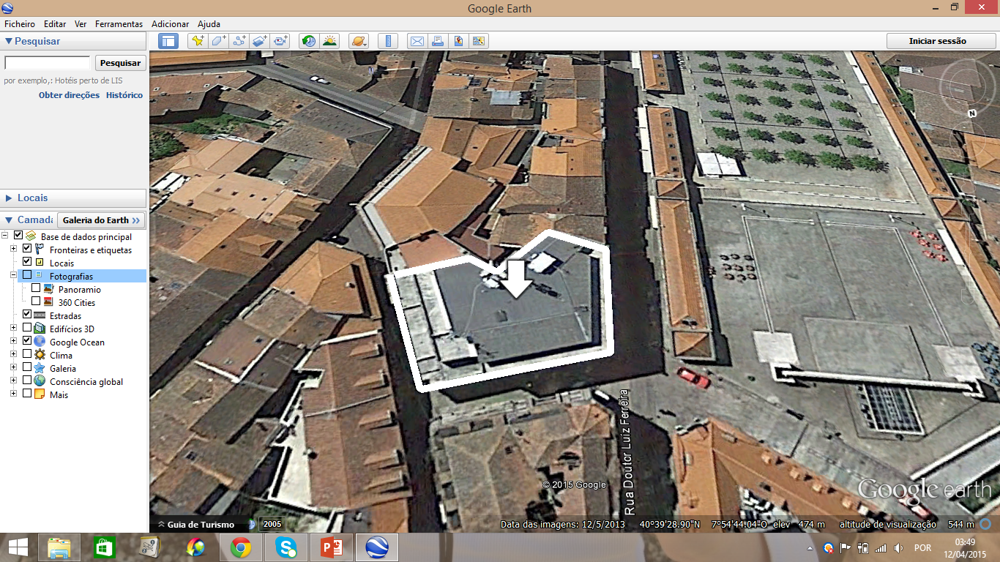 Google Earth
Ficheiro Editar Ver Ferramentas Adicionar Ajuda
Pesquisar
Iniciar sessão
Pesquisar
por exemplo,: Hotéis perto de LIS
Obter direções Histórico
N
Locais
Camada Galeria do Earth >>
Base de dados principal
Fronteiras e etiquetas
Locais
Fotografias
Panoramio
360 Cities
Estradas
Edifícios 3D
Google Ocean
Clima
Galeria
Consciência global
Mais
Rua Doutor Luíz Ferreira
© 2015 Google
Google earth
Guia de Turismo 2005
Data das imagens: 12/5/2013 40°39'28.90"N 7°54'44.04"O elev 474 m altitude de visualização 544 m
POR
03:49
12/04/2015